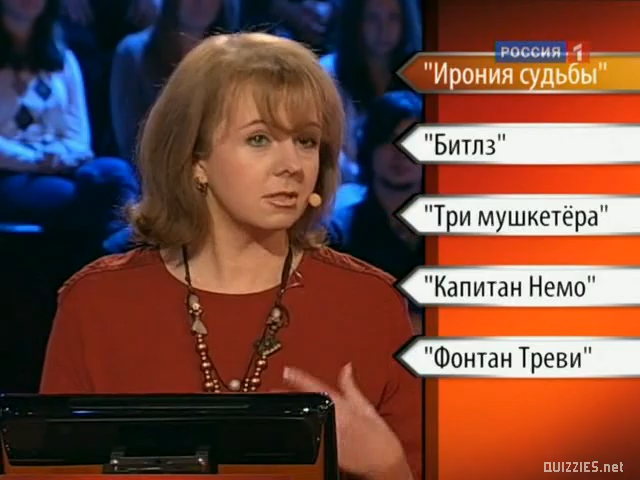 РОССИЯ 1
"Ирония судьбы"
"Битлз"
"Три мушкетёра"
"Капитан Немо"
"Фонтан Треви"
QUIZZIES.net